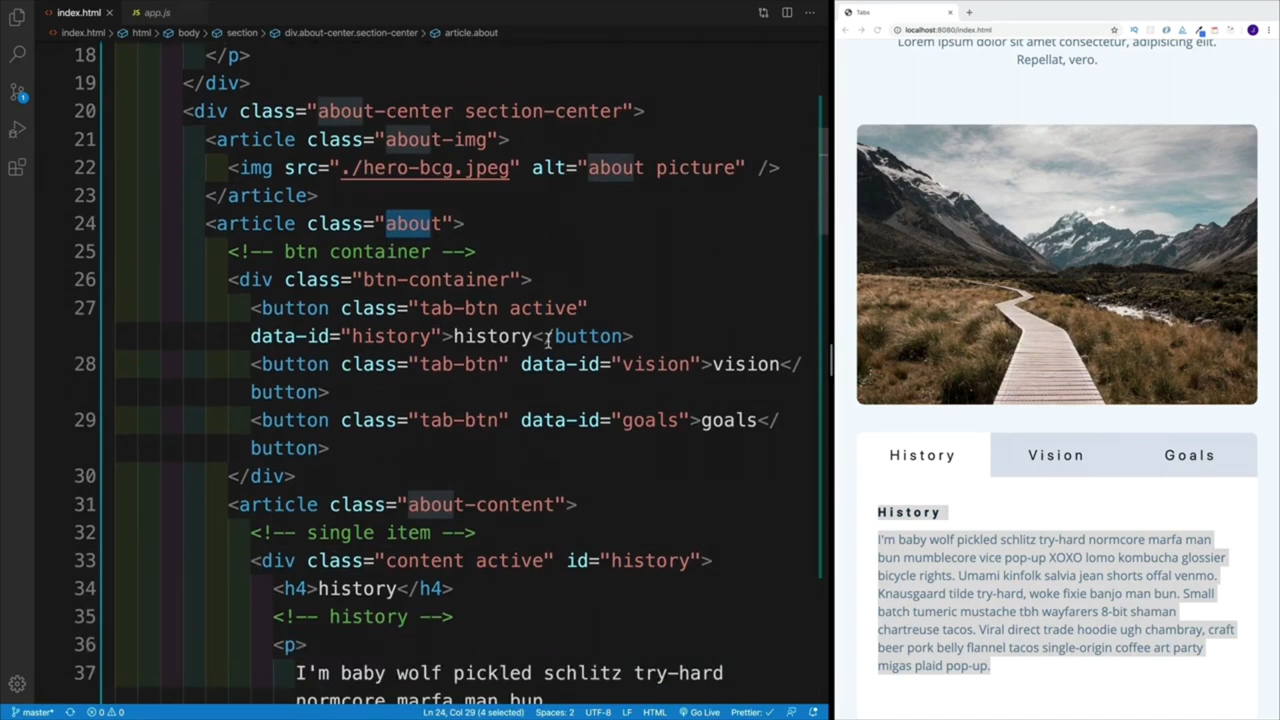 index.html
app.js
index.html > html > body > section > div.about-center.section-center > article.about
18 </p>
19 </div>
20 <div class="about-center section-center">
21 <article class="about-img">
22 <img src="./hero-bcg.jpeg" alt="about picture" />
23 </article>
24 <article class="about">
25 <!-- btn container -->
26 <div class="btn-container">
27 <button class="tab-btn active"
data-id="history">history</button>
28 <button class="tab-btn" data-id="vision">vision</
button>
29 <button class="tab-btn" data-id="goals">goals</
button>
30 </div>
31 <article class="about-content">
32 <!-- single item -->
33 <div class="content active" id="history">
34 <h4>history</h4>
35 <!-- history -->
36 <p>
37 I'm baby wolf pickled schlitz try-hard
normcore marfa man bun
1
master*
0 0
Ln 24, Col 29 (4 selected)
Spaces: 2
UTF-8
LF
HTML
Go Live
Prettier: ✓
Tabs
localhost:8080/index.html
J
Lorem ipsum dolor sit amet consectetur, adipisicing elit.
Repellat, vero.
History
Vision
Goals
History
I'm baby wolf pickled schlitz try-hard normcore marfa man
bun mumblecore vice pop-up XOXO lomo kombucha glossier
bicycle rights. Umami kinfolk salvia jean shorts offal venmo.
Knausgaard tilde try-hard, woke fixie banjo man bun. Small
batch tumeric mustache tbh wayfarers 8-bit shaman
chartreuse tacos. Viral direct trade hoodie ugh chambray, craft
beer pork belly flannel tacos single-origin coffee art party
migas plaid pop-up.